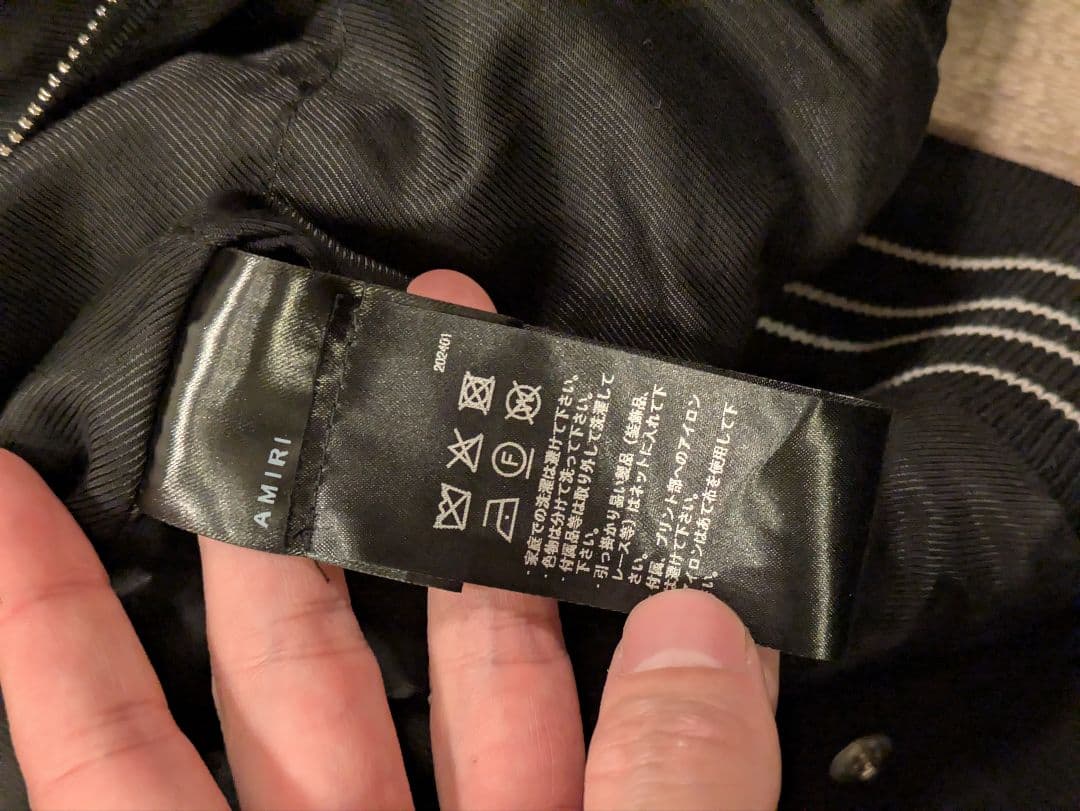 AMIRI
202401
F
・家庭での洗濯は避けて下さい。
・色物は分けて洗って下さい。
・付属品等は取り外して洗濯して
下さい。
・引っ掛かり品い製品（装飾品、
レース等）はネットに入れて下
さい。
付属、プリント部へのアイロン
は避けて下さい。
イロンはあて布を使用して下
い。